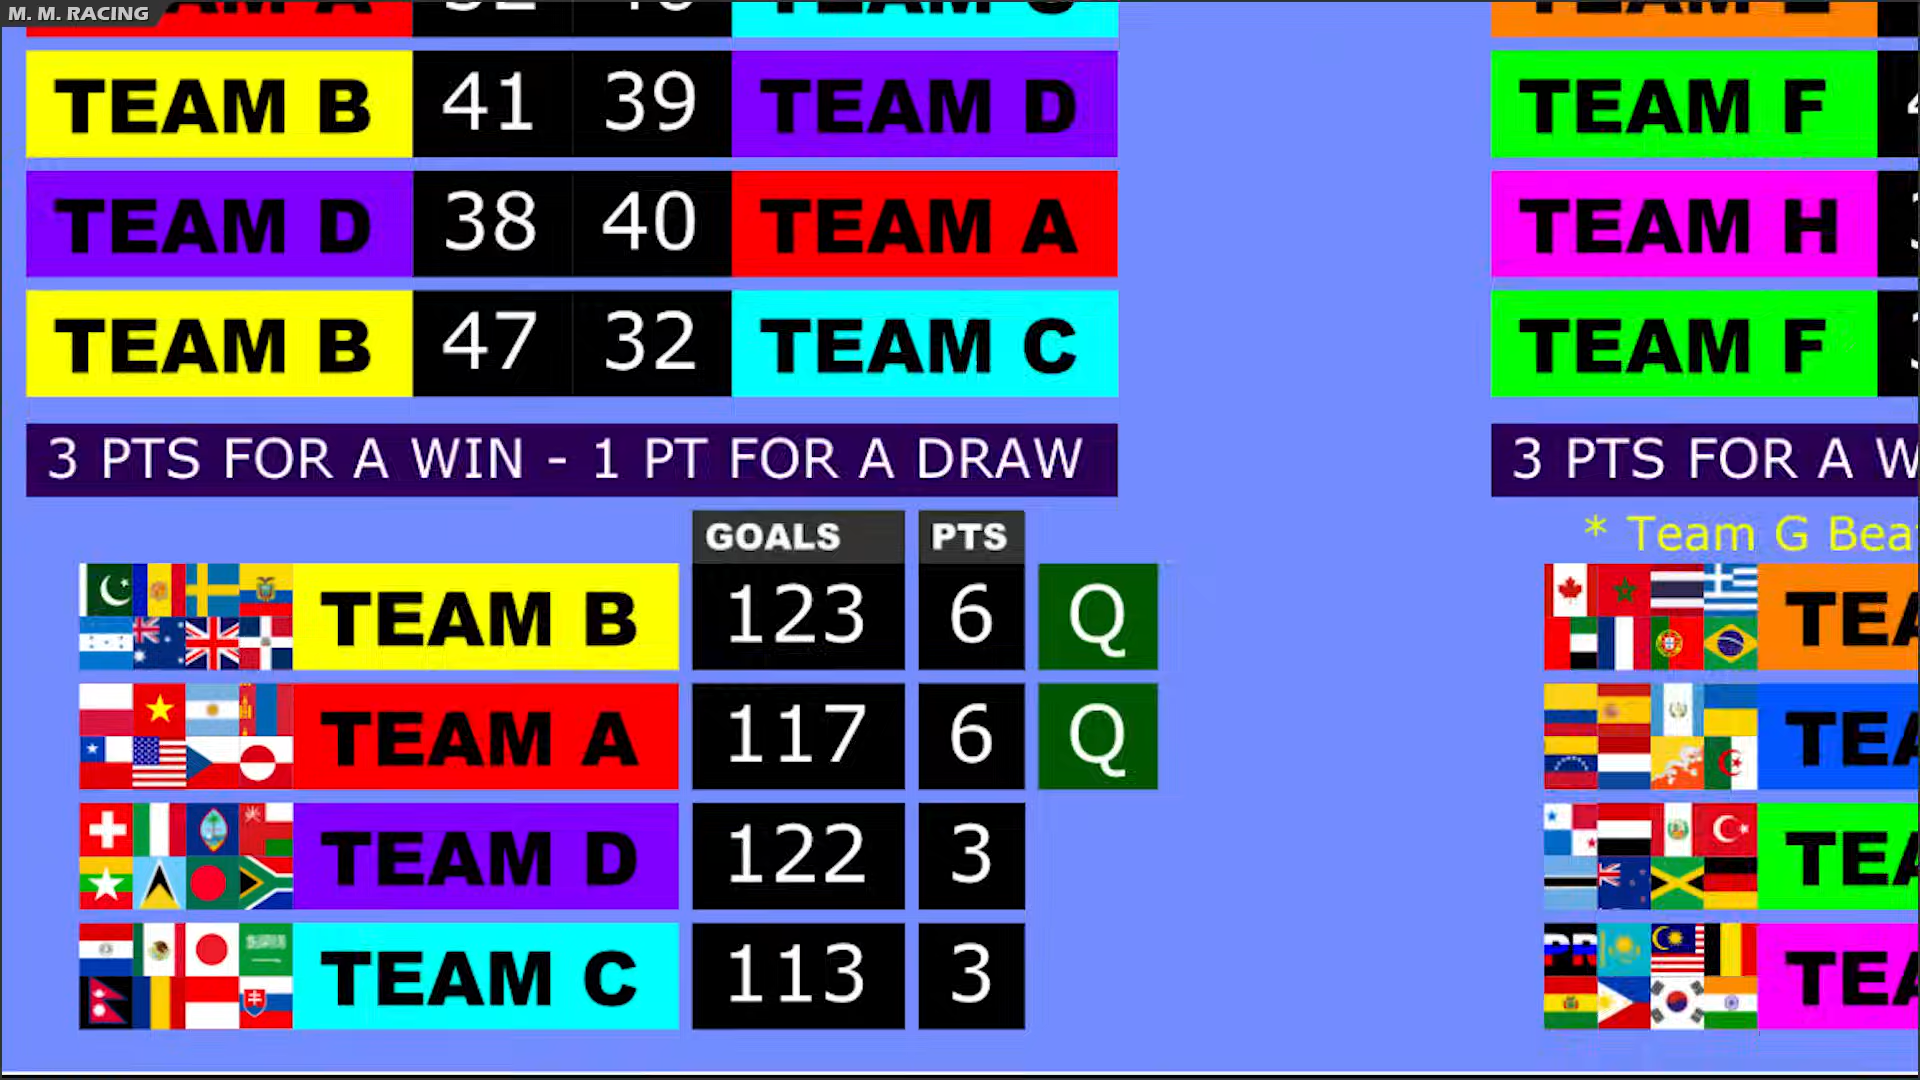 M. M. RACING
TEAM B 41 39 TEAM D
TEAM F
TEAM D 38 40 TEAM A
TEAM H
TEAM B 47 32 TEAM C
TEAM F
3 PTS FOR A WIN - 1 PT FOR A DRAW
3 PTS FOR A W
GOALS PTS
* Team G Bea
TEAM B 123 6 Q
TEA
TEAM A 117 6 Q
TEA
TEAM D 122 3
TEA
TEAM C 113 3
PR TEA